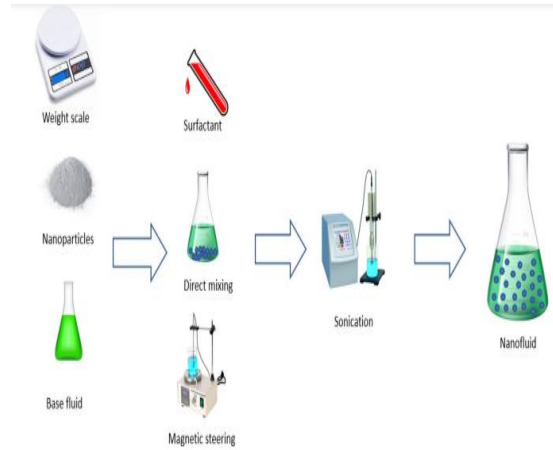 Weight scale
Surfactant
Nanoparticles
Direct mixing
Base fluid
Magnetic steering
Sonication
Nanofluid